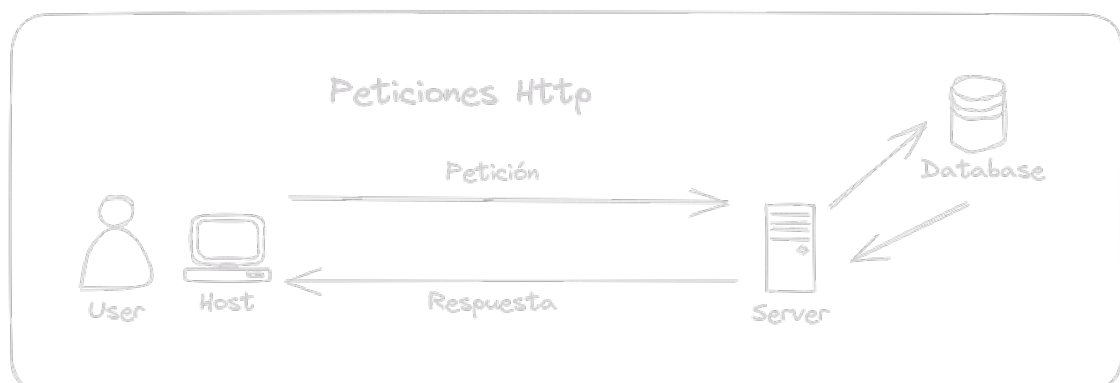 Peticiones Http
Petición
Database
User
Host
Respuesta
Server